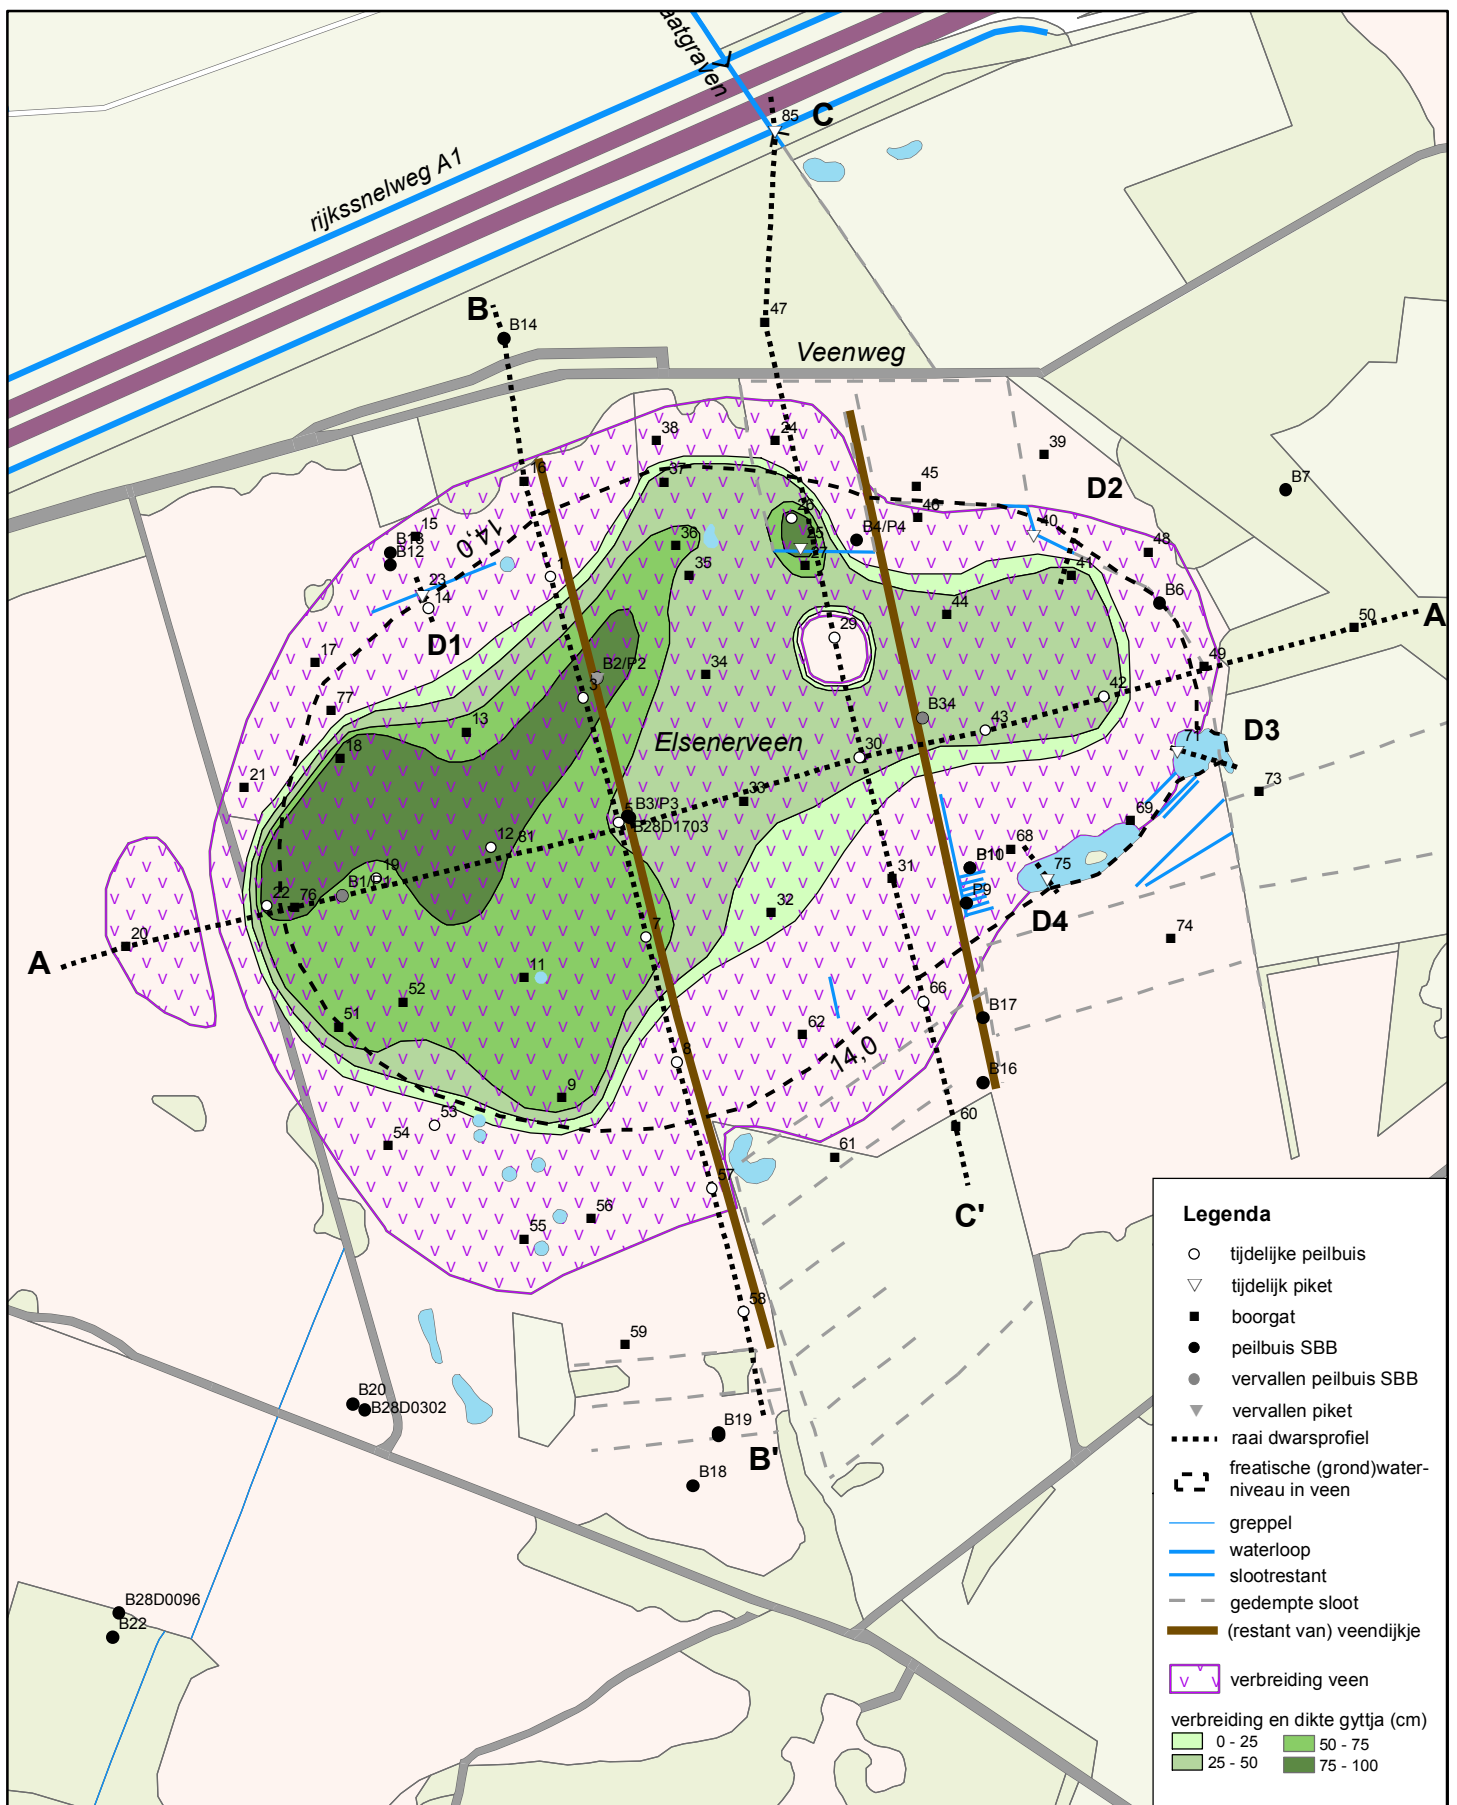 aatgraven
85
C
rijkssnelweg A1
B
B14
47
Veenweg
38
24
39
B7
16
37
45
D2
15
26
46
B4/P4
40
B13
B12
14,0
36
25
27
48
23
1
35
41
14
44
B6
D1
29
50
A
17
B2/P2
34
49
3
42
77
13
B34
43
18
Elsenerveen
30
71
D3
21
33
73
5
B3/P3
B28D1703
69
12
81
68
19
B10
75
B1/P1
31
22
76
32
P9
20
7
D4
74
A
11
52
66
51
62
B17
14,0
8
B16
9
53
60
54
61
57
56
C'
55
58
59
B20
B28D0302
B19
B'
B18
B28D0096
B22
Legenda
tijdelijke peilbuis
tijdelijk piket
boorgat
peilbuis SBB
vervallen peilbuis SBB
vervallen piket
raai dwarsprofiel
freatische (grond)water-
niveau in veen
greppel
waterloop
slootrestant
gedempte sloot
(restant van) veendijkje
verbreiding veen
verbreiding en dikte gyttja (cm)
0 - 25
50 - 75
25 - 50
75 - 100